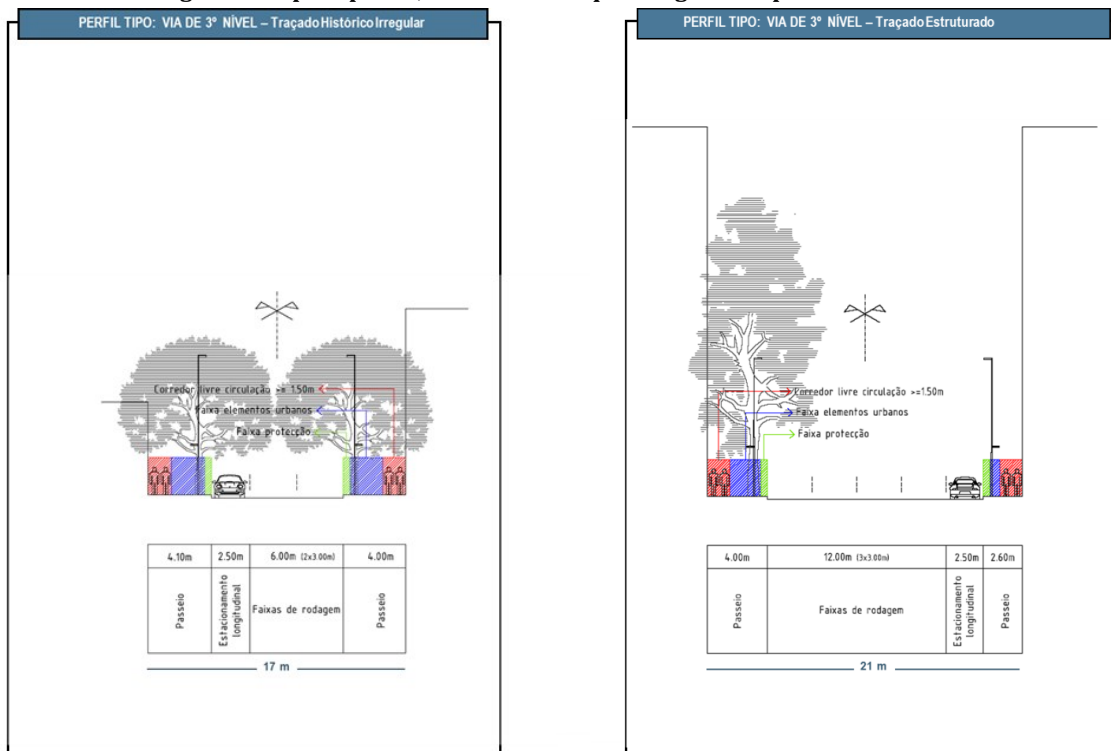 PERFIL TIPO: VIA DE 3º NÍVEL – Traçado Histórico Irregular
Corredor livre circulação >= 1.50m
Faixa elementos urbanos
Faixa protecção
4.10m 2.50m 6.00m (2x3.00m) 4.00m
Passeio
Estacionamento
longitudinal
Faixas de rodagem
Passeio
17 m
PERFIL TIPO: VIA DE 3º NÍVEL – Traçado Estruturado
Corredor livre circulação >=1.50m
Faixa elementos urbanos
Faixa protecção
4.00m 12.00m (3x3.00m) 2.50m 2.60m
Passeio
Faixas de rodagem
Estacionamento
longitudinal
Passeio
21 m